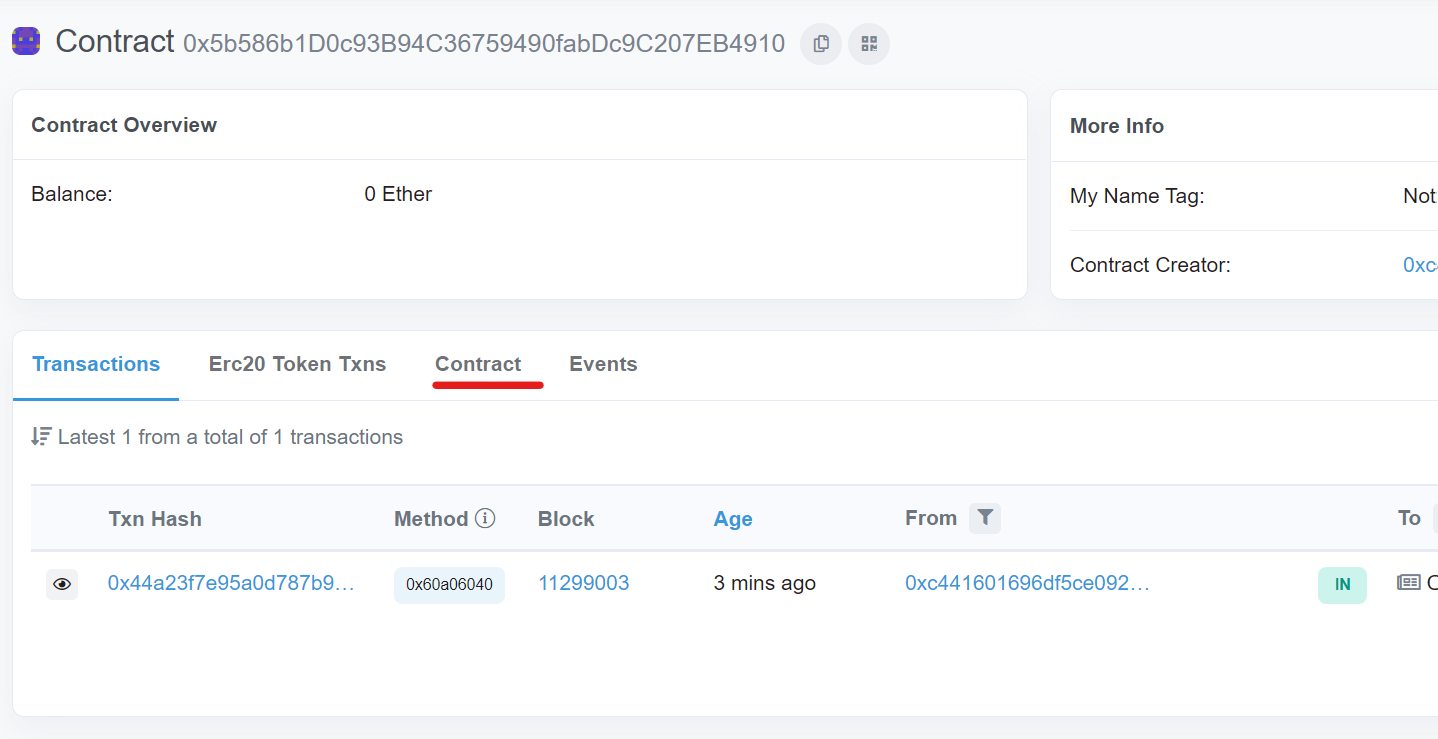 Contract 0x5b586b1D0c93B94C36759490fabDc9C207EB4910
Contract Overview
Balance: 0 Ether
More Info
My Name Tag: Not
Contract Creator: 0xc
Transactions Erc20 Token Txns Contract Events
Latest 1 from a total of 1 transactions
Txn Hash Method Block Age From To
0x44a23f7e95a0d787b9... 0x60a06040 11299003 3 mins ago 0xc441601696df5ce092... IN C